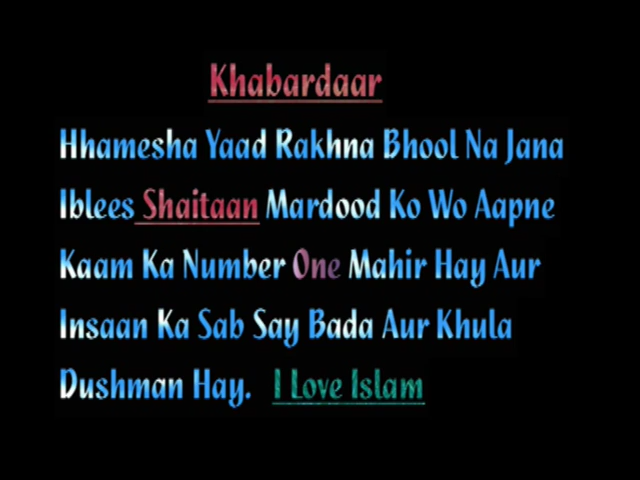 Khabardaar
Hhamesha Yaad Rakhna Bhool Na Jana
Iblees Shaitaan Mardood Ko Wo Aapne
Kaam Ka Number One Mahir Hay Aur
Insaan Ka Sab Say Bada Aur Khula
Dushman Hay. I Love Islam